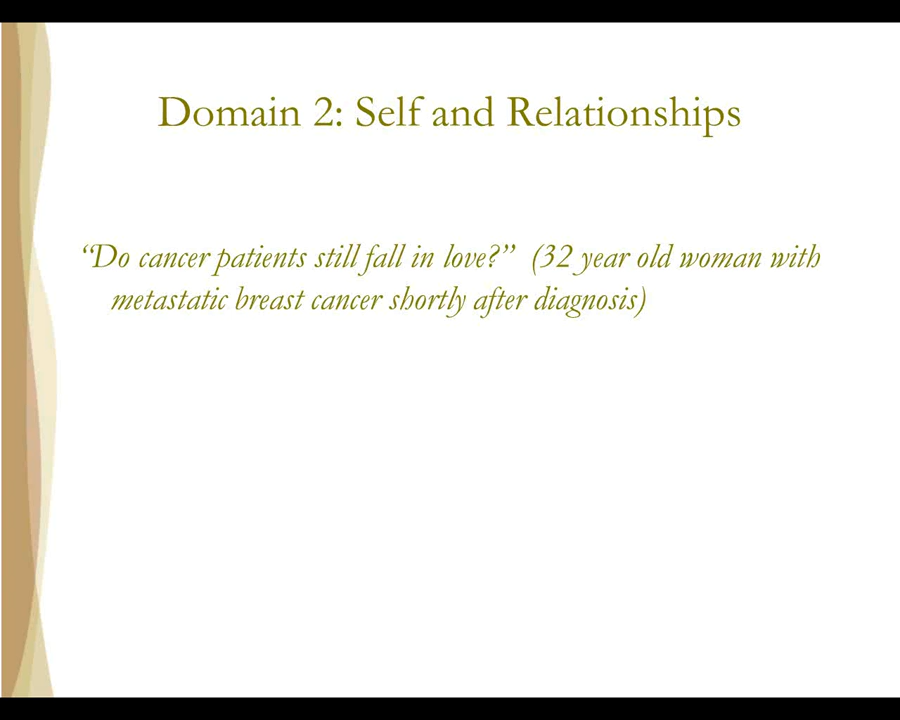 Domain 2: Self and Relationships
“Do cancer patients still fall in love?” (32 year old woman with
metastatic breast cancer shortly after diagnosis)